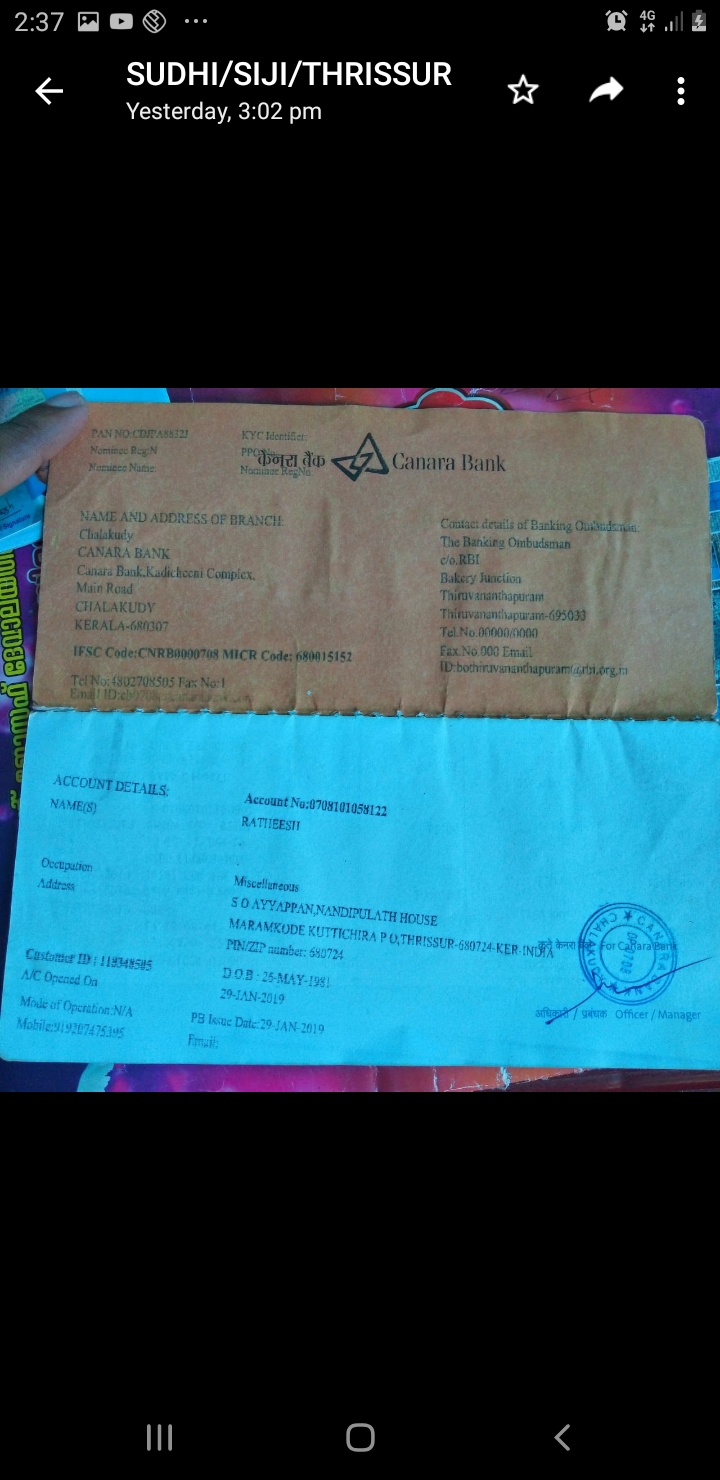 2:37
4G
SUDHI/SIJI/THRISSUR
Yesterday, 3:02 pm
PAN NO:
KYC Identifier:
Nominee Reg:N
Nominee Name:
Nominee RegNo
केनरा बैंक Canara Bank
NAME AND ADDRESS OF BRANCH:
Chalakudy
CANARA BANK
Canara Bank,Kadicheeni Complex,
Main Road
CHALAKUDY
KERALA-680307
IFSC Code:CNRB0000708 MICR Code: 680015152
Tel No:4802708505 Fax No:1
Email ID:
Contact details of Banking Ombudsman:
The Banking Ombudsman
c/o.RBI
Bakery Junction
Thiruvananthapuram
Thiruvananthapuram-695033
Tel.No.00000/0000
Fax.No.000 Email
ID:bothiruvananthapuram@rbi.org.in
ACCOUNT DETAILS:
Account No:0708101058122
NAME(S)
RATHEESH
Occupation
Miscellaneous
Address
S O AYYAPPAN,NANDIPULATH HOUSE
MARAMKODE KUTTICHIRA P O,THRISSUR-680724-KER-INDIA
PIN/ZIP number: 680724
Customer ID : 119348505
D.O.B : 25-MAY-1981
A/C Opened On
29-JAN-2019
Mode of Operation:N/A
PB Issue Date:29-JAN-2019
Mobile:919207475395
Email:
For Canara Bank
CANARA BANK
CHALAKUDY
अधिकारी / प्रबंधक Officer / Manager